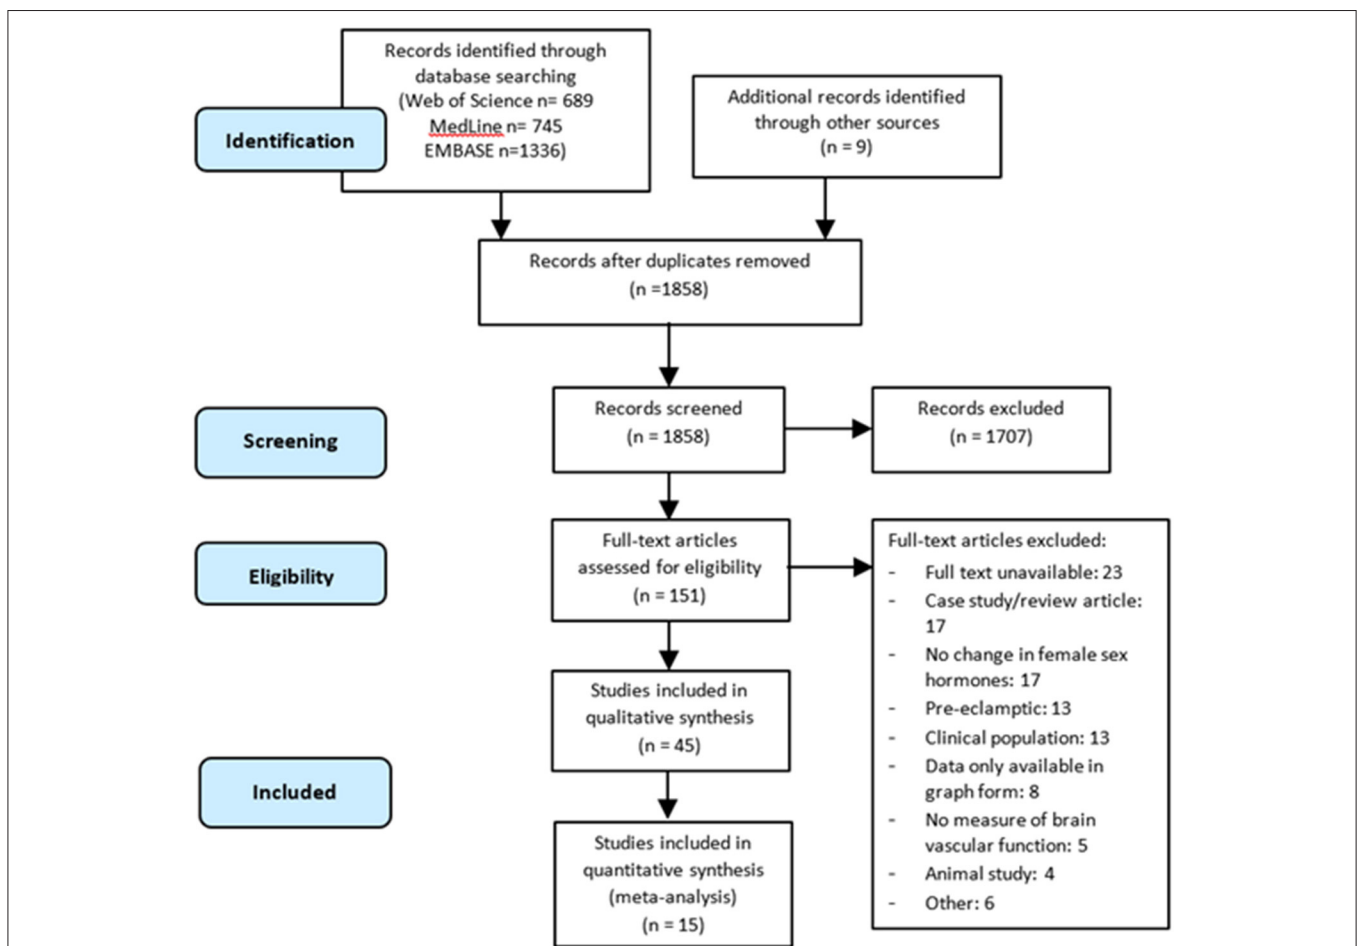 Records identified through
database searching
(Web of Science n= 689
MedLine n= 745
EMBASE n=1336)
Additional records identified
through other sources
(n = 9)
Identification
Records after duplicates removed
(n =1858)
Screening
Records screened
(n = 1858)
Records excluded
(n = 1707)
Eligibility
Full-text articles
assessed for eligibility
(n = 151)
Full-text articles excluded:
- Full text unavailable: 23
- Case study/review article:
17
- No change in female sex
hormones: 17
- Pre-eclamptic: 13
- Clinical population: 13
- Data only available in
graph form: 8
- No measure of brain
vascular function: 5
- Animal study: 4
- Other: 6
Studies included in
qualitative synthesis
(n = 45)
Included
Studies included in
quantitative synthesis
(meta-analysis)
(n = 15)